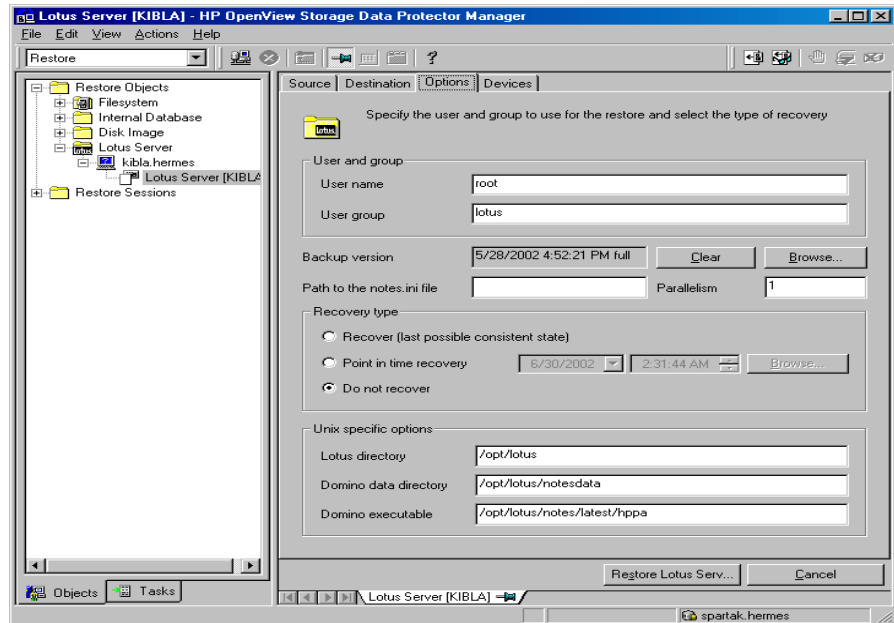 Lotus Server [KIBLA] - HP OpenView Storage Data Protector Manager
File Edit View Actions Help
Restore
?
Source Destination Options Devices
Restore Objects
Filesystem
Internal Database
Disk Image
Lotus Server
kibla.hermes
Lotus Server [KIBLA
Restore Sessions
Lotus
Specify the user and group to use for the restore and select the type of recovery
User and group
User name root
User group lotus
Backup version 5/28/2002 4:52:21 PM full Clear Browse...
Path to the notes.ini file Parallelism 1
Recovery type
Recover (last possible consistent state)
Point in time recovery 6/30/2002 2:31:44 AM Browse...
Do not recover
Unix specific options
Lotus directory /opt/lotus
Domino data directory /opt/lotus/notesdata
Domino executable /opt/lotus/notes/latest/hppa
Restore Lotus Serv... Cancel
Objects Tasks
Lotus Server [KIBLA]
spartak.hermes